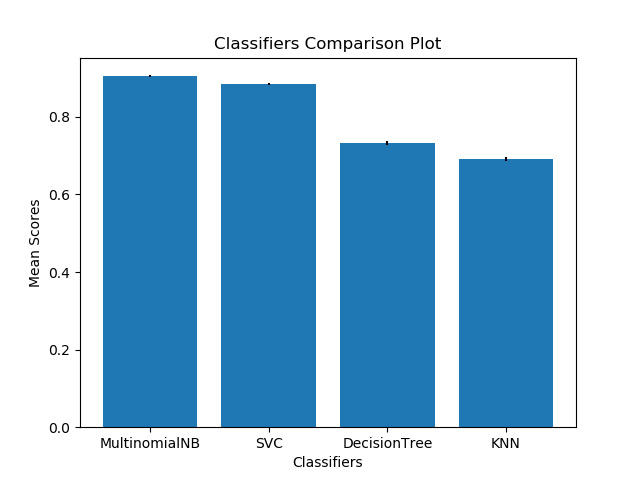 Classifiers Comparison Plot
Mean Scores
0.8
0.6
0.4
0.2
0.0
MultinomialNB SVC DecisionTree KNN
Classifiers